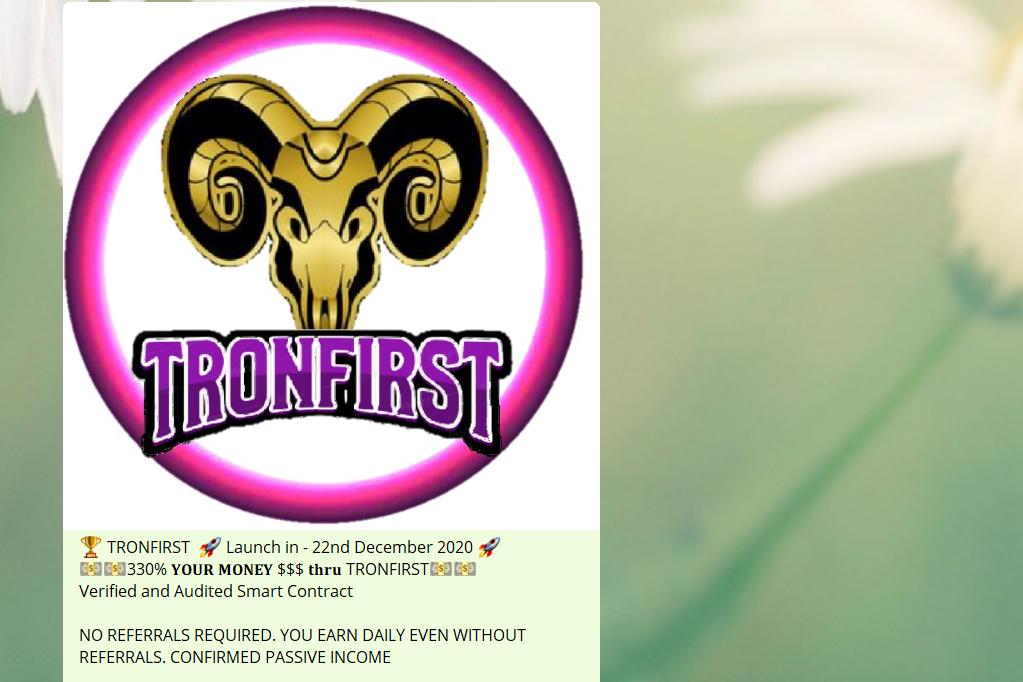 TRONFIRST
🏆 TRONFIRST 🚀 Launch in - 22nd December 2020 🚀
💵💵330% 𝐘𝐎𝐔𝐑 𝐌𝐎𝐍𝐄𝐘 $$$ 𝐭𝐡𝐫𝐮 TRONFIRST💵💵
Verified and Audited Smart Contract
NO REFERRALS REQUIRED. YOU EARN DAILY EVEN WITHOUT
REFERRALS. CONFIRMED PASSIVE INCOME